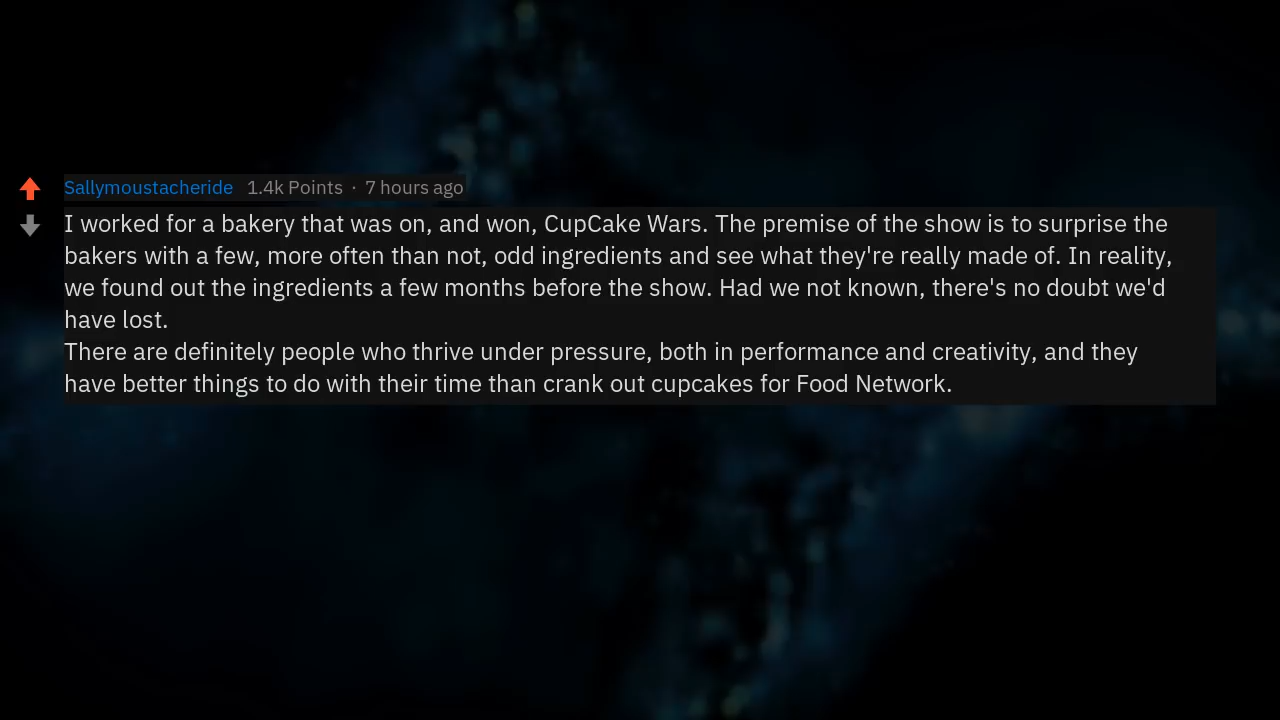 Sallymoustacheride 1.4k Points · 7 hours ago
I worked for a bakery that was on, and won, CupCake Wars. The premise of the show is to surprise the
bakers with a few, more often than not, odd ingredients and see what they're really made of. In reality,
we found out the ingredients a few months before the show. Had we not known, there's no doubt we'd
have lost.
There are definitely people who thrive under pressure, both in performance and creativity, and they
have better things to do with their time than crank out cupcakes for Food Network.